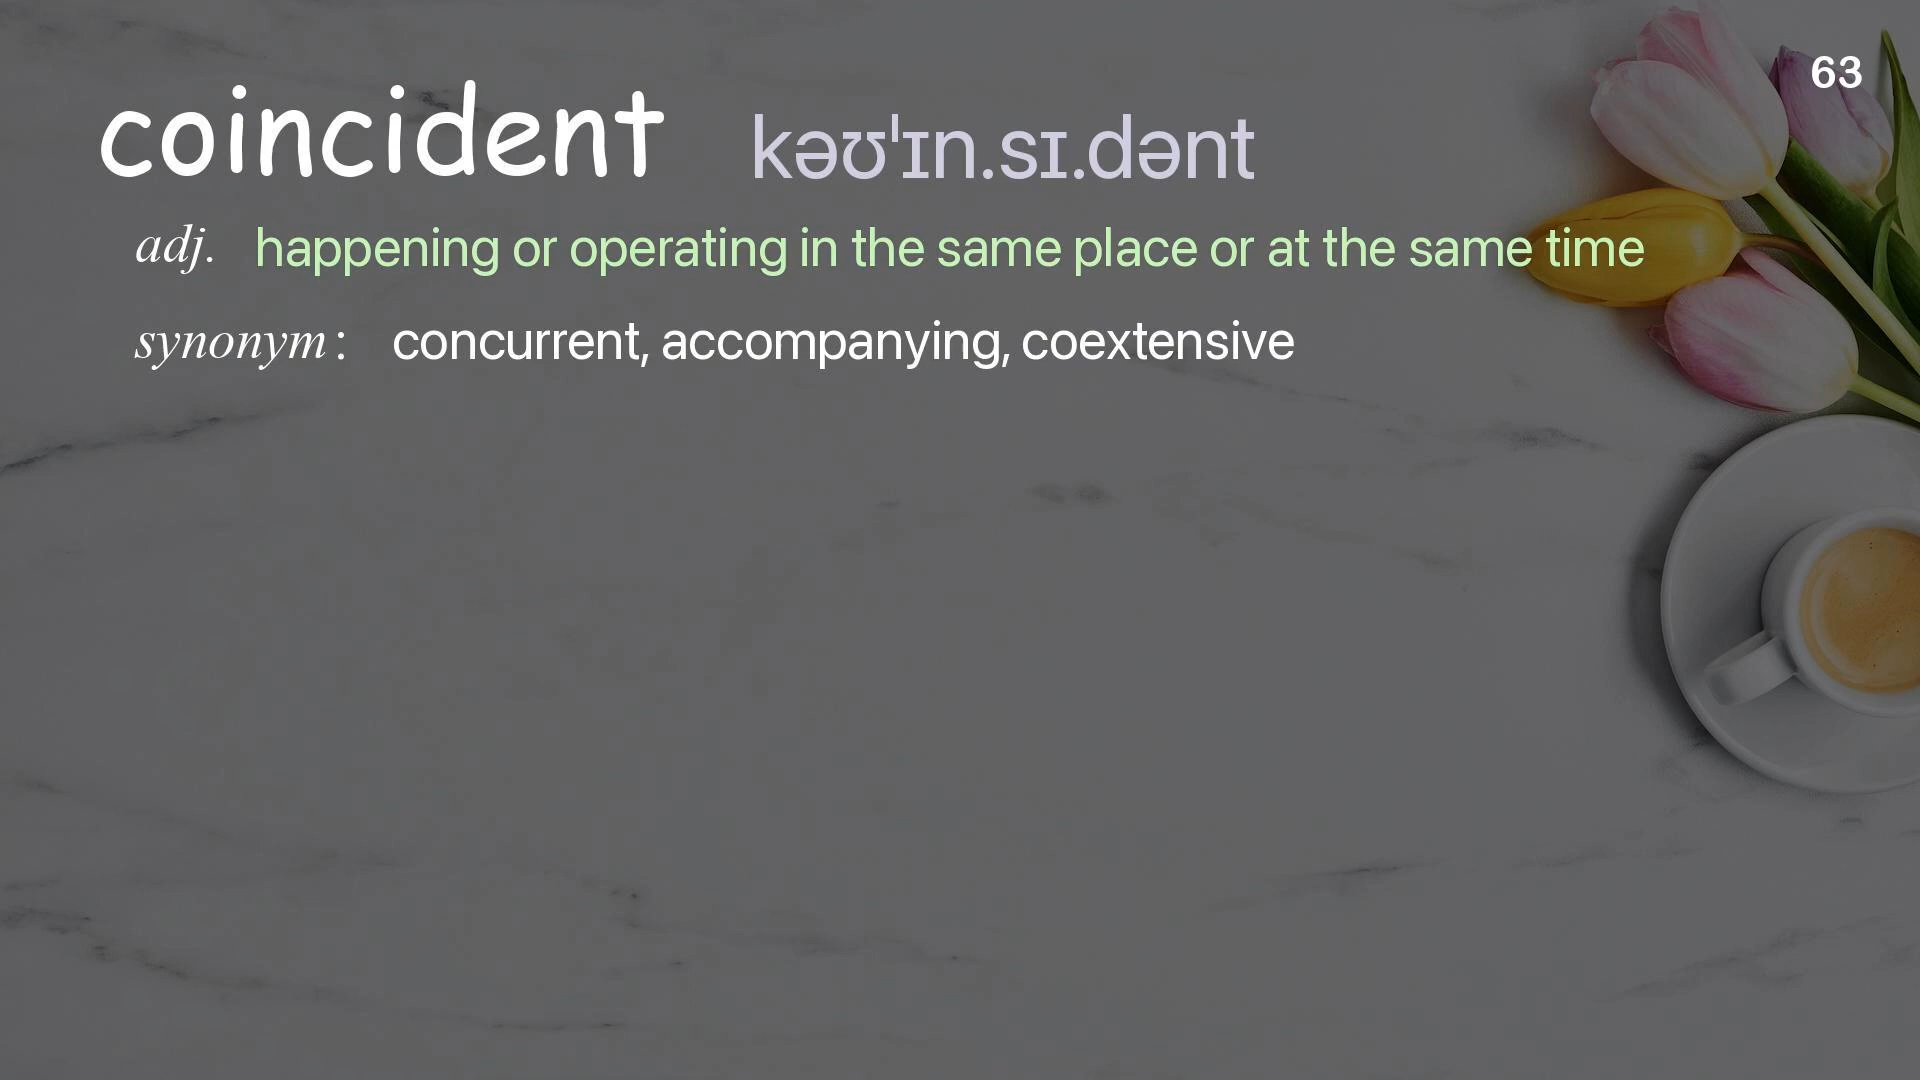 63
coincident kəʊˈɪn.sɪ.dənt
adj. happening or operating in the same place or at the same time
synonym: concurrent, accompanying, coextensive